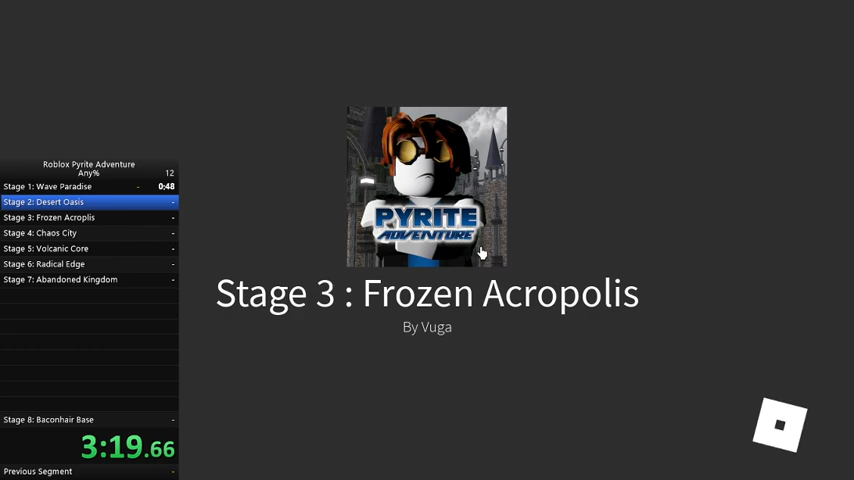 Roblox Pyrite Adventure
Any% 12
Stage 1: Wave Paradise - 0:48
Stage 2: Desert Oasis -
Stage 3: Frozen Acroplis -
Stage 4: Chaos City -
Stage 5: Volcanic Core -
Stage 6: Radical Edge -
Stage 7: Abandoned Kingdom -
Stage 8: Baconhair Base -
3:19.66
Previous Segment -
PYRITE
ADVENTURE
Stage 3 : Frozen Acropolis
By Vuga